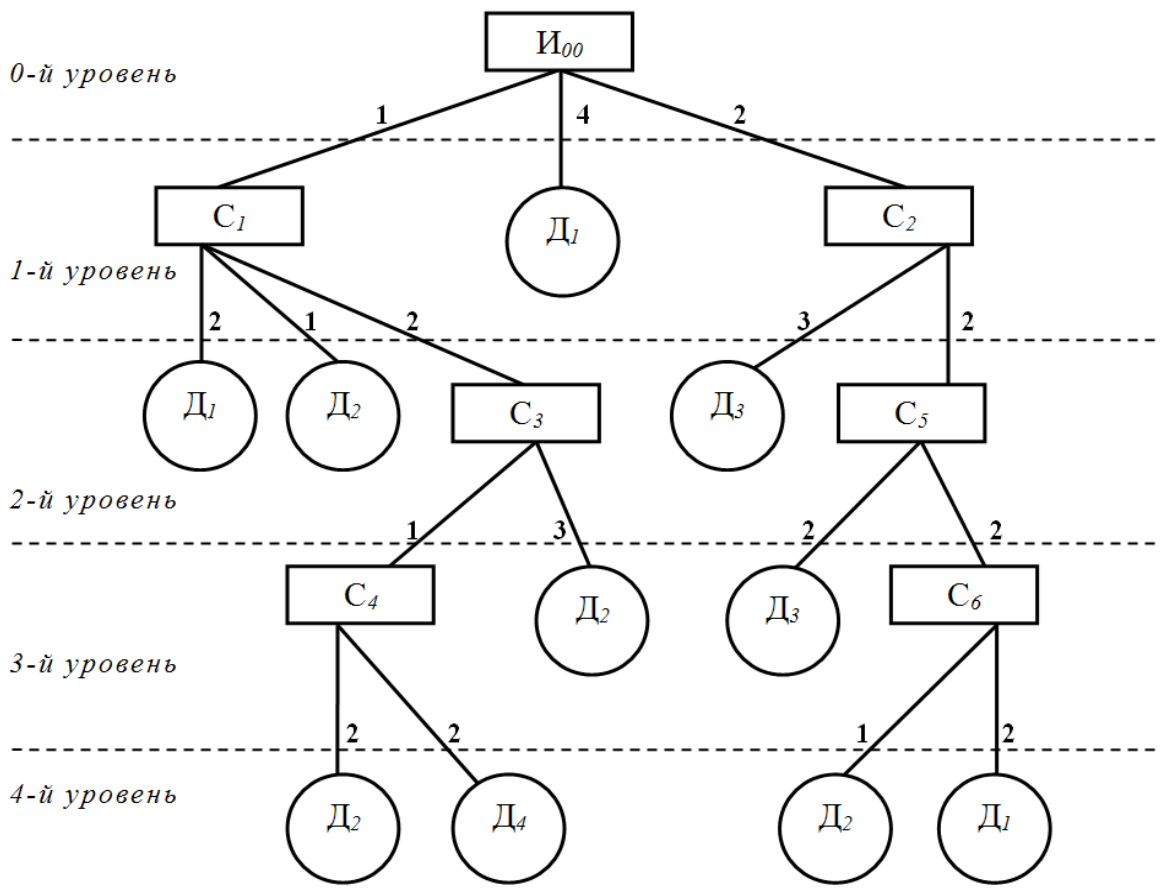 И00
0-й уровень
1 4 2
С1 Д1 С2
1-й уровень
2 1 2 3 2
Д1 Д2 С3 Д3 С5
2-й уровень
1 3 2 2
С4 Д2 Д3 С6
3-й уровень
2 2 1 2
4-й уровень
Д2 Д4 Д2 Д1